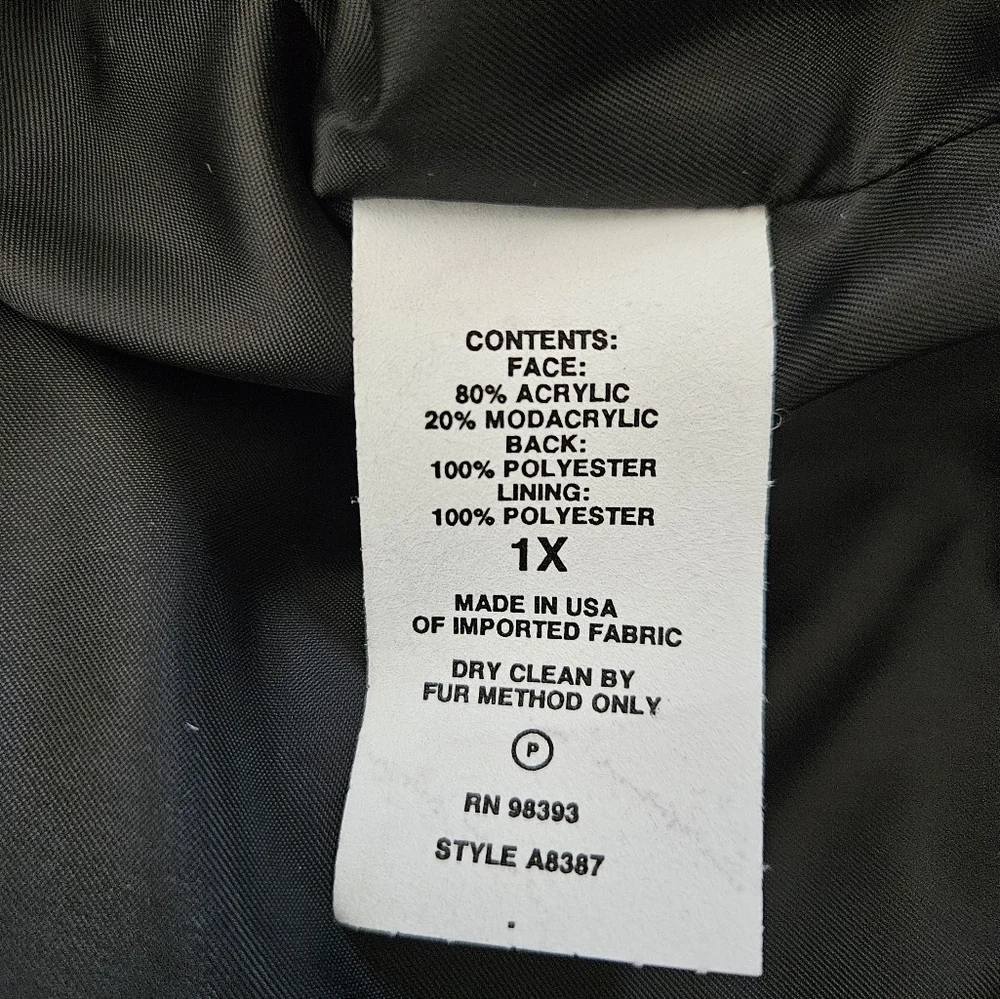 CONTENTS:
FACE:
80% ACRYLIC
20% MODACRYLIC
BACK:
100% POLYESTER
LINING:
100% POLYESTER
1X
MADE IN USA
OF IMPORTED FABRIC
DRY CLEAN BY
FUR METHOD ONLY
P
RN 98393
STYLE A8387